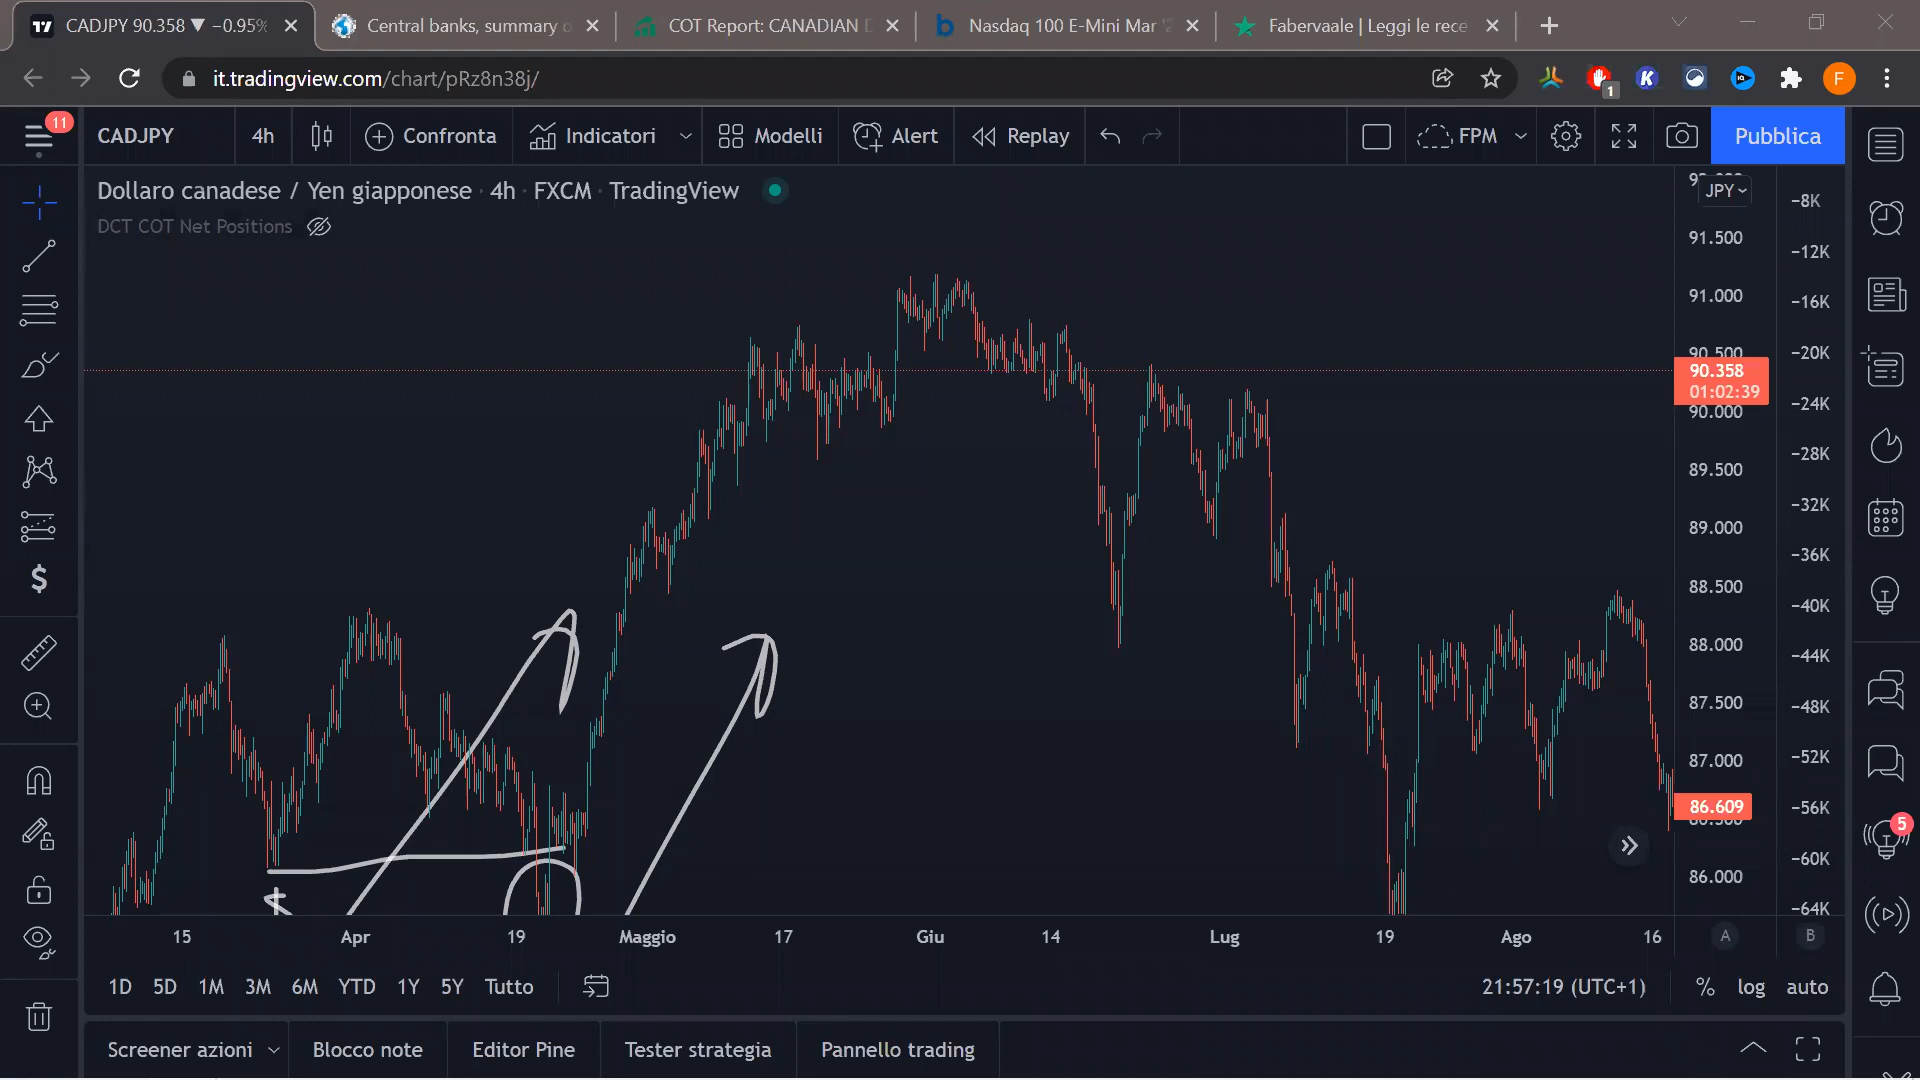 CADJPY 90.358 ▼ −0.95%
Central banks, summary o
COT Report: CANADIAN D
Nasdaq 100 E-Mini Mar '2
Fabervaale | Leggi le rece
it.tradingview.com/chart/pRz8n38j/
1
F
11
CADJPY
4h
Confronta
Indicatori
Modelli
Alert
Replay
FPM
Pubblica
Dollaro canadese / Yen giapponese · 4h · FXCM · TradingView
DCT COT Net Positions
JPY
91.500
91.000
90.500
90.358
01:02:39
90.000
89.500
89.000
88.500
88.000
87.500
87.000
86.609
86.500
86.000
−8K
−12K
−16K
−20K
−24K
−28K
−32K
−36K
−40K
−44K
−48K
−52K
−56K
−60K
−64K
5
15
Apr
19
Maggio
17
Giu
14
Lug
19
Ago
16
A
B
1D
5D
1M
3M
6M
YTD
1Y
5Y
Tutto
21:57:19 (UTC+1)
%
log
auto
Screener azioni
Blocco note
Editor Pine
Tester strategia
Pannello trading